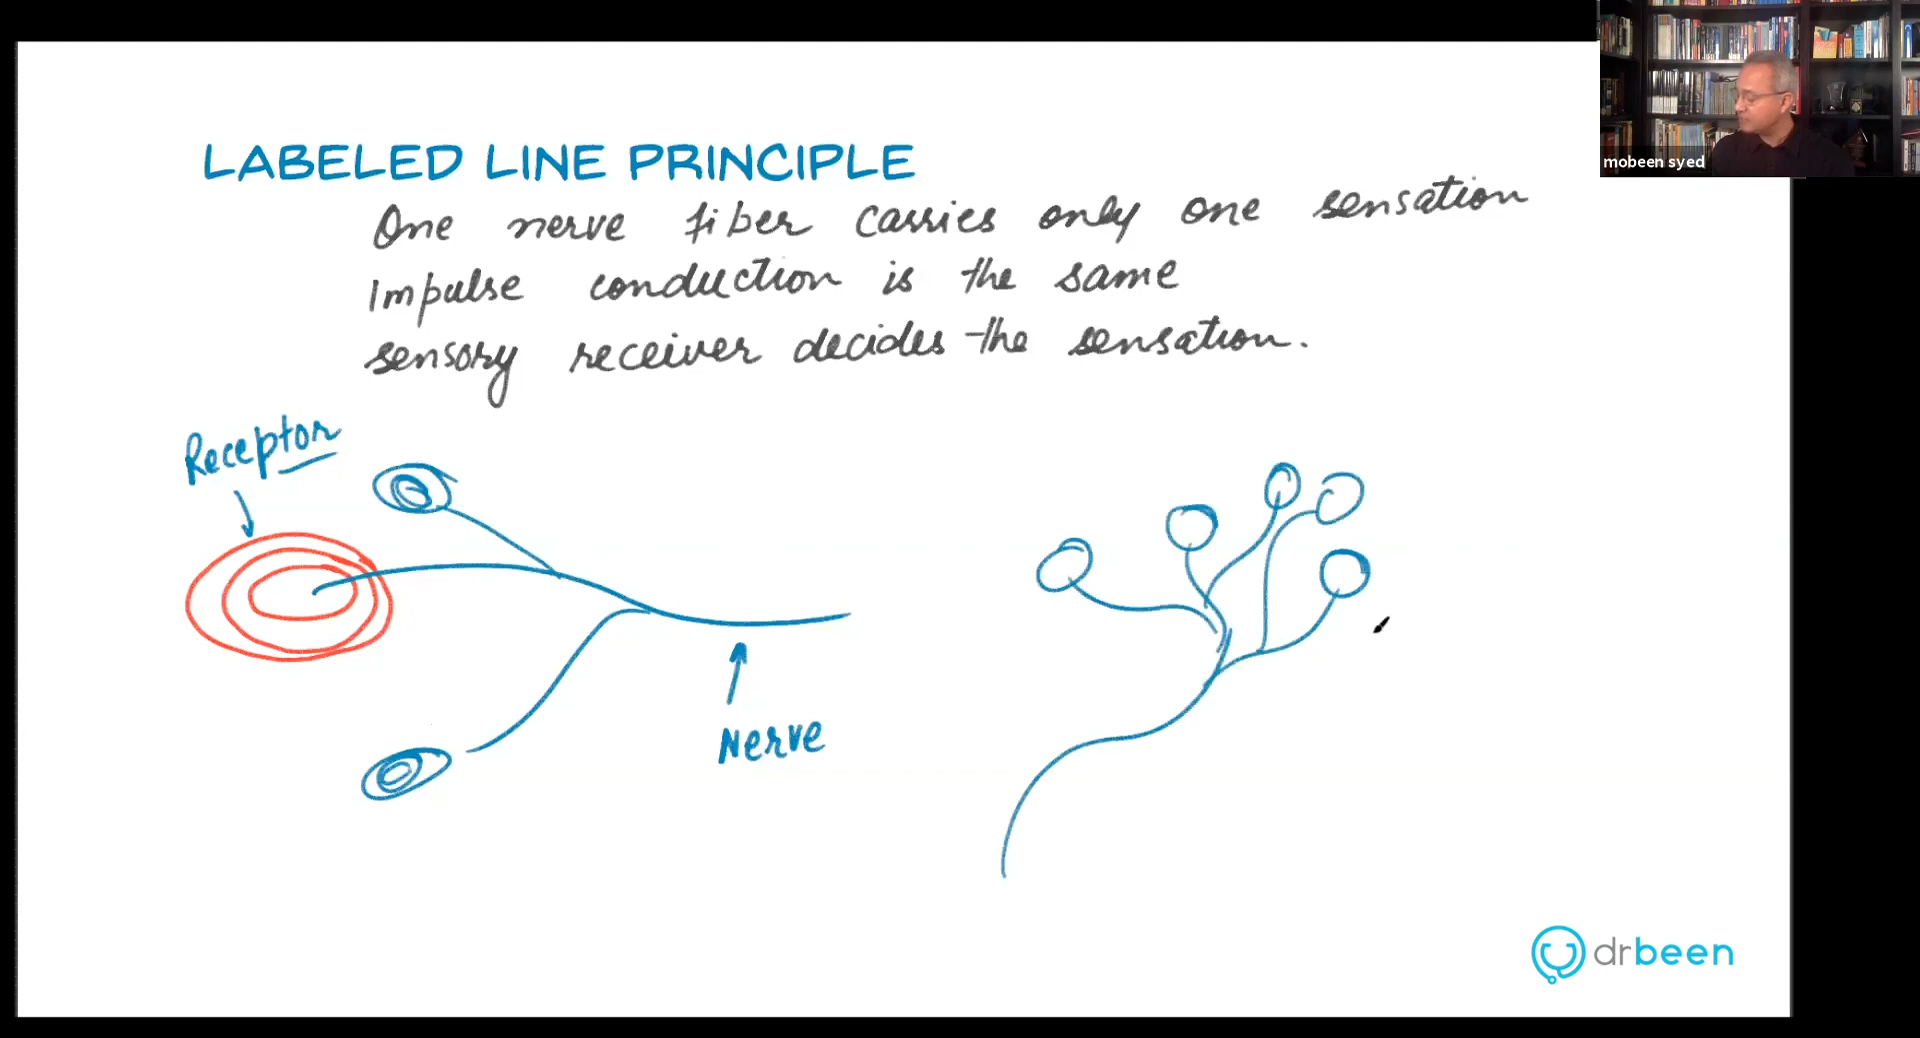 mobeen syed
LABELED LINE PRINCIPLE
One nerve fiber carries only one sensation
Impulse conduction is the same
sensory receiver decides the sensation.
Receptor
Nerve
drbeen